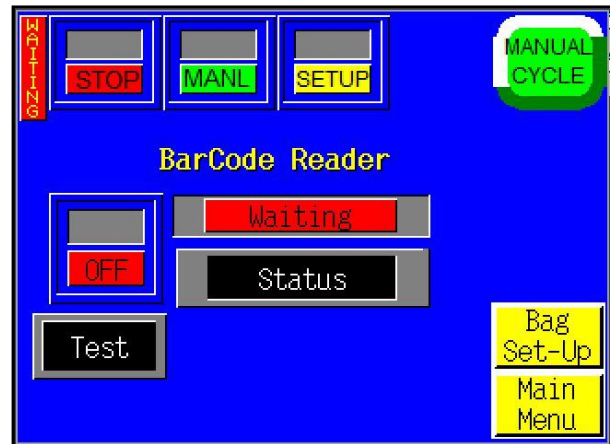 WAITING
STOP
MANL
SETUP
MANUAL
CYCLE
BarCode Reader
Waiting
OFF
Status
Test
Bag
Set-Up
Main
Menu